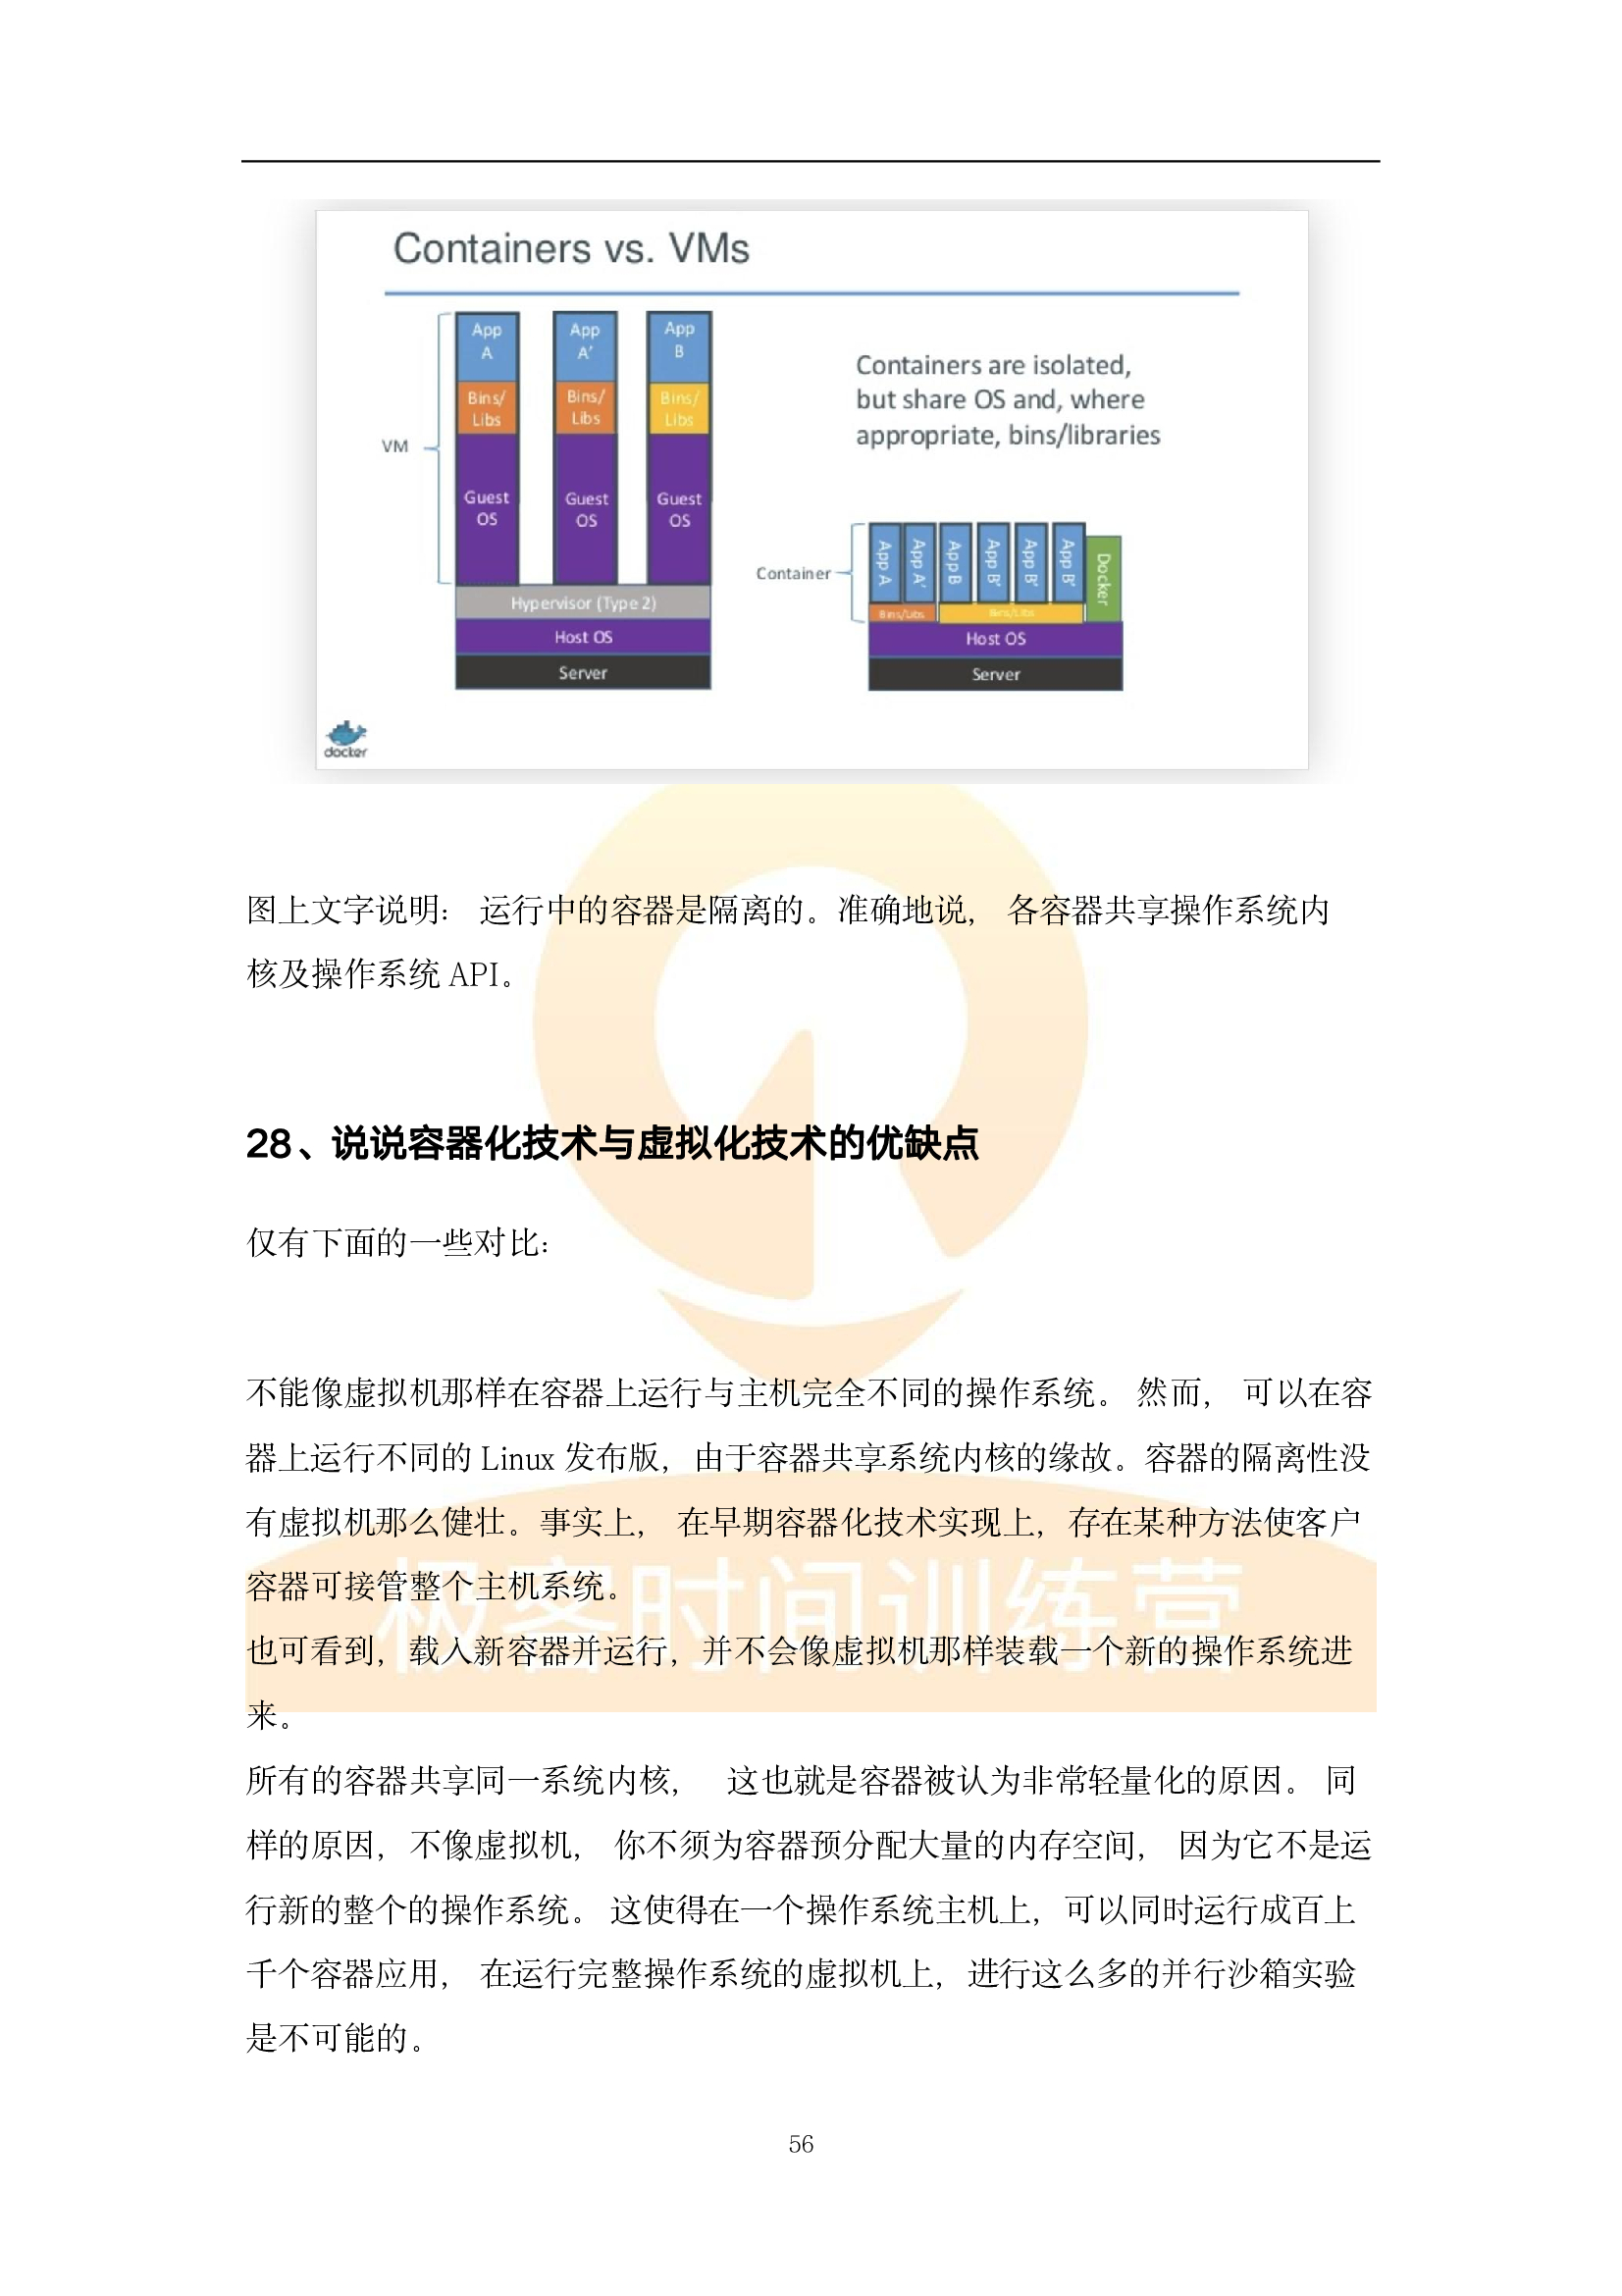 Containers vs. VMs
App
A
App
A'
App
B
Bins/
Libs
Bins/
Libs
Bins/
Libs
VM
Guest
OS
Guest
OS
Guest
OS
Hypervisor (Type 2)
Host OS
Server
Containers are isolated,
but share OS and, where
appropriate, bins/libraries
Container
App A
App A'
App B
App B'
App B'
App B'
Docker
Bins/Libs
Bins/Libs
Host OS
Server
docker
图上文字说明： 运行中的容器是隔离的。准确地说， 各容器共享操作系统内
核及操作系统 API。
28、说说容器化技术与虚拟化技术的优缺点
仅有下面的一些对比：
不能像虚拟机那样在容器上运行与主机完全不同的操作系统。 然而， 可以在容
器上运行不同的 Linux 发布版，由于容器共享系统内核的缘故。容器的隔离性没
有虚拟机那么健壮。事实上， 在早期容器化技术实现上，存在某种方法使客户
容器可接管整个主机系统。
也可看到，载入新容器并运行，并不会像虚拟机那样装载一个新的操作系统进
来。
所有的容器共享同一系统内核， 这也就是容器被认为非常轻量化的原因。 同
样的原因，不像虚拟机， 你不须为容器预分配大量的内存空间， 因为它不是运
行新的整个的操作系统。 这使得在一个操作系统主机上，可以同时运行成百上
千个容器应用， 在运行完整操作系统的虚拟机上，进行这么多的并行沙箱实验
是不可能的。
极客时间训练营
56